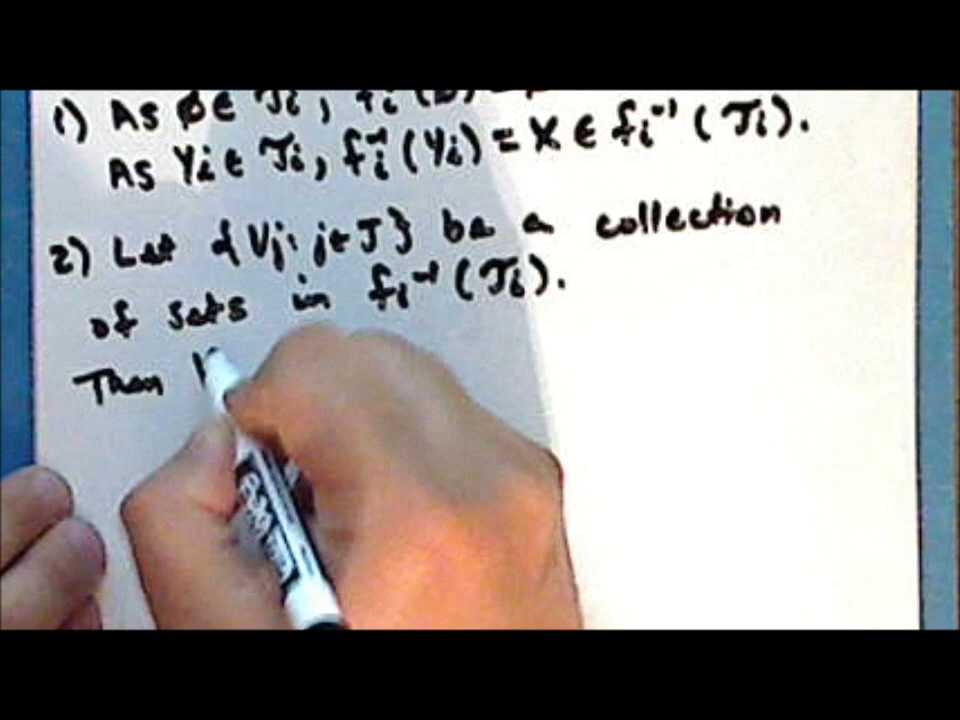 1) As ∅ ∈ 𝒯i, fi⁻¹(∅) =
As Yi ∈ 𝒯i, fi⁻¹(Yi) = X ∈ fi⁻¹(𝒯i).
2) Let {Vj : j ∈ J} be a collection
of sets in fi⁻¹(𝒯i).
Then V
EXPO